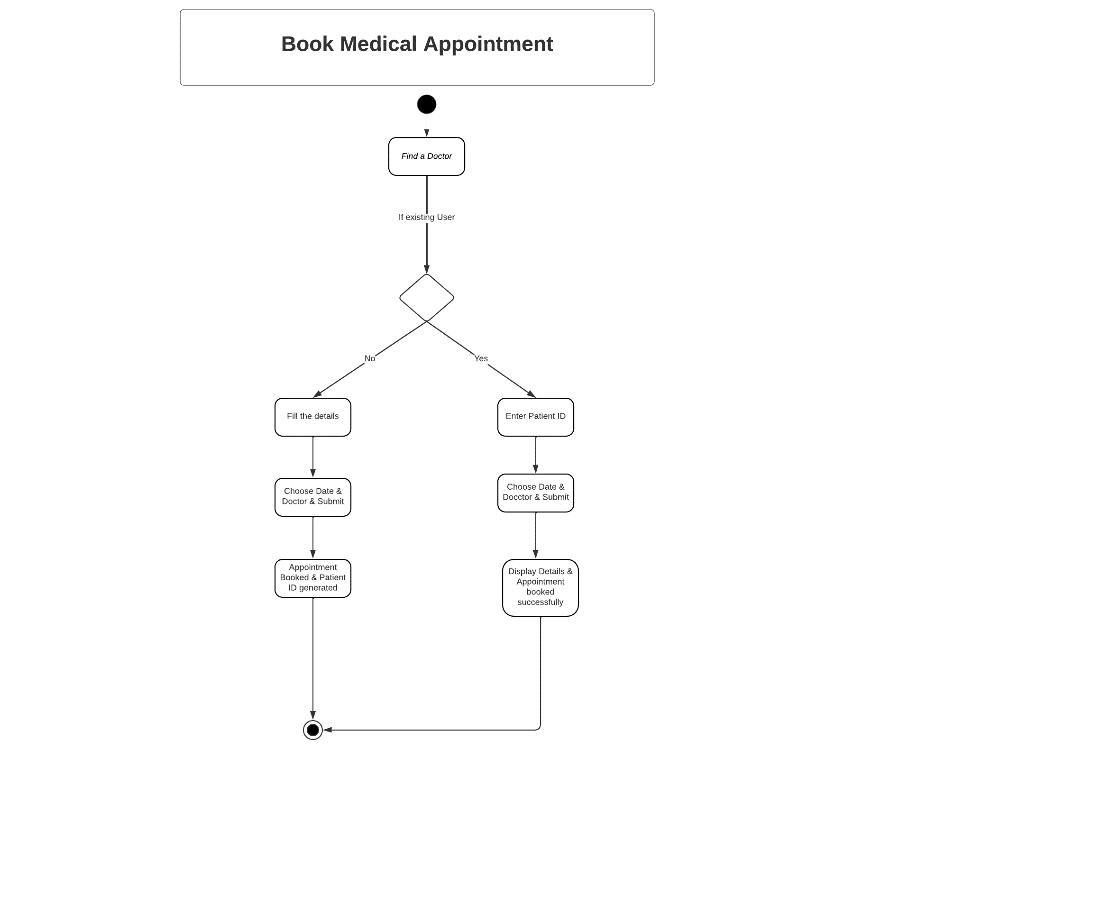 Book Medical Appointment
Find a Doctor
If existing User
No
Yes
Fill the details
Enter Patient ID
Choose Date &
Doctor & Submit
Choose Date &
Docctor & Submit
Appointment
Booked & Patient
ID generated
Display Details &
Appointment
booked
successfully